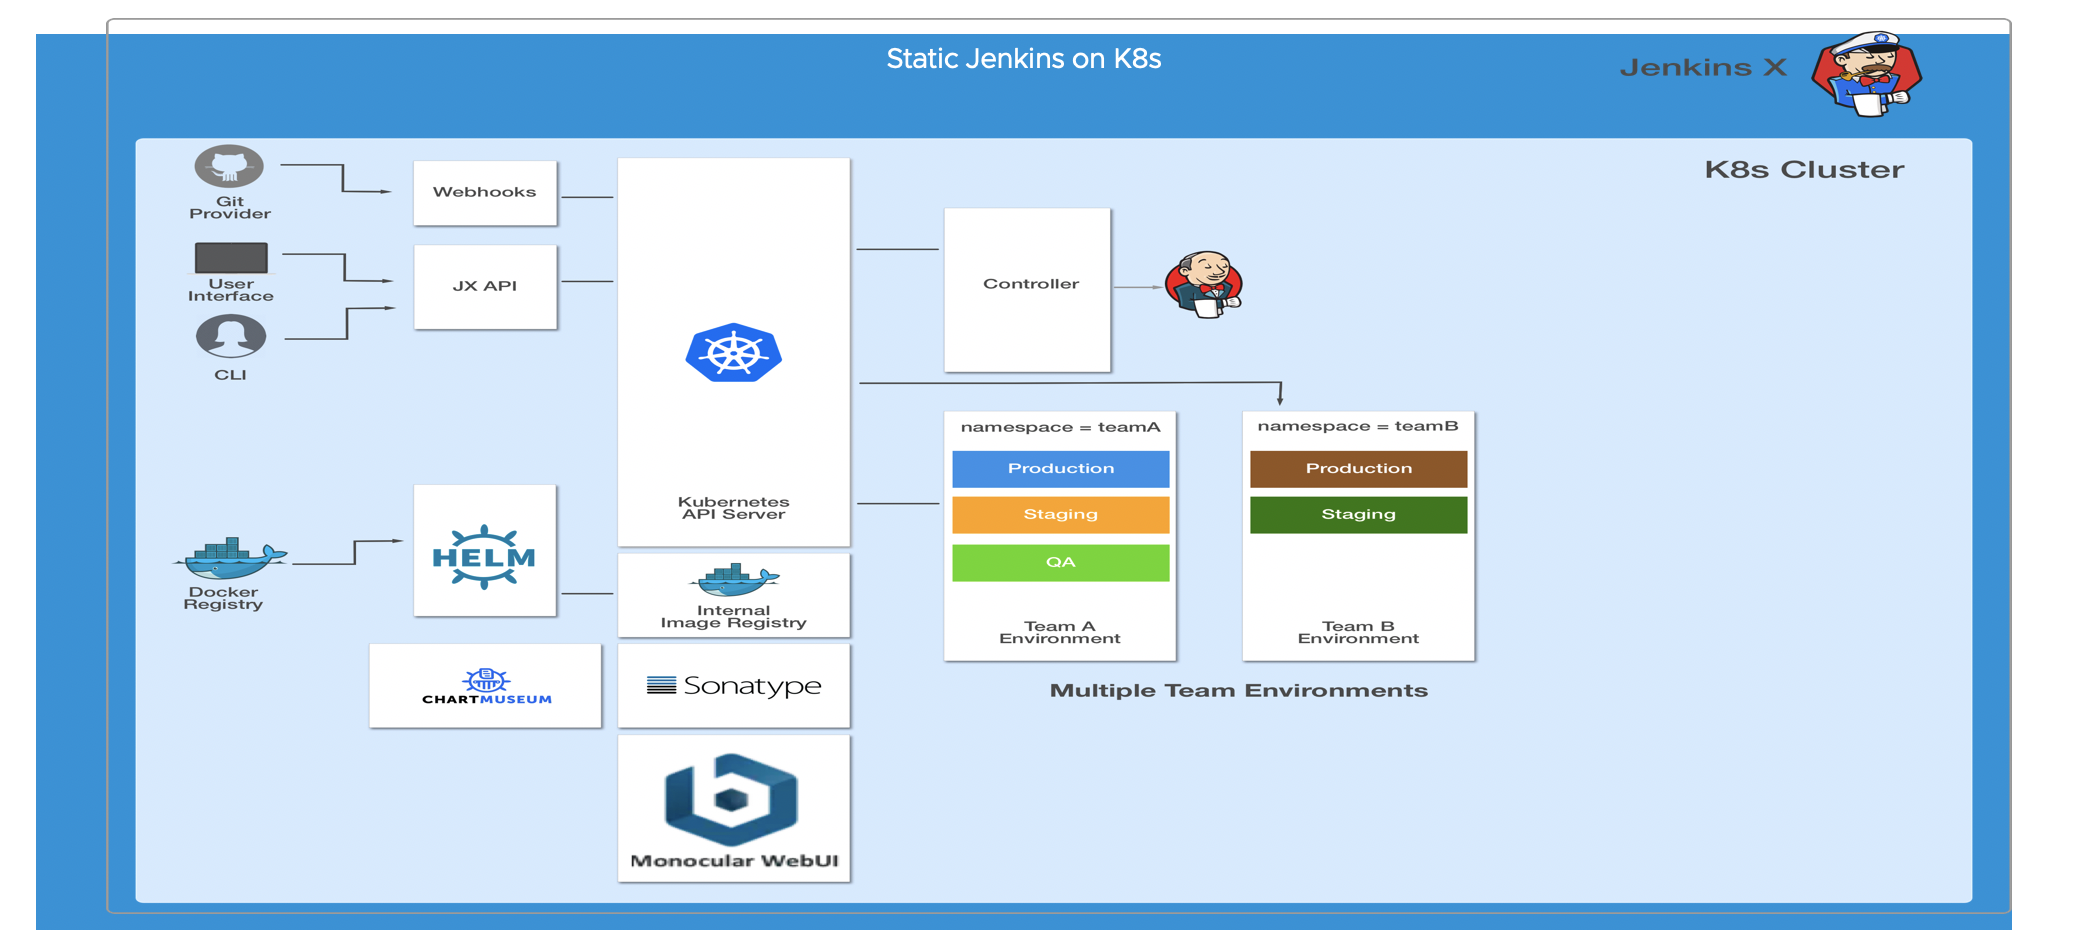 Static Jenkins on K8s
Jenkins X
K8s Cluster
Git
Provider
Webhooks
User
Interface
JX API
CLI
Controller
Kubernetes
API Server
namespace = teamA
Production
Staging
QA
Team A
Environment
namespace = teamB
Production
Staging
Team B
Environment
Multiple Team Environments
HELM
Docker
Registry
Internal
Image Registry
CHARTMUSEUM
Sonatype
Monocular WebUI